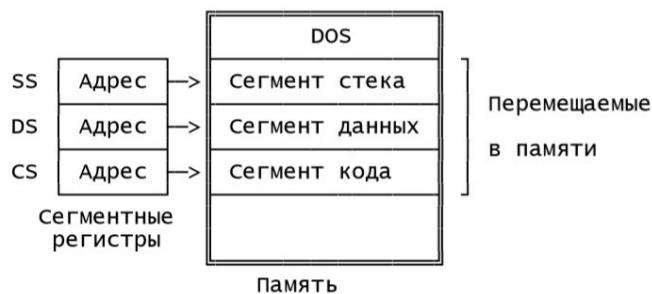 DOS
SS Адрес Сегмент стека
DS Адрес Сегмент данных
CS Адрес Сегмент кода
Перемещаемые
в памяти
Сегментные
регистры
Память